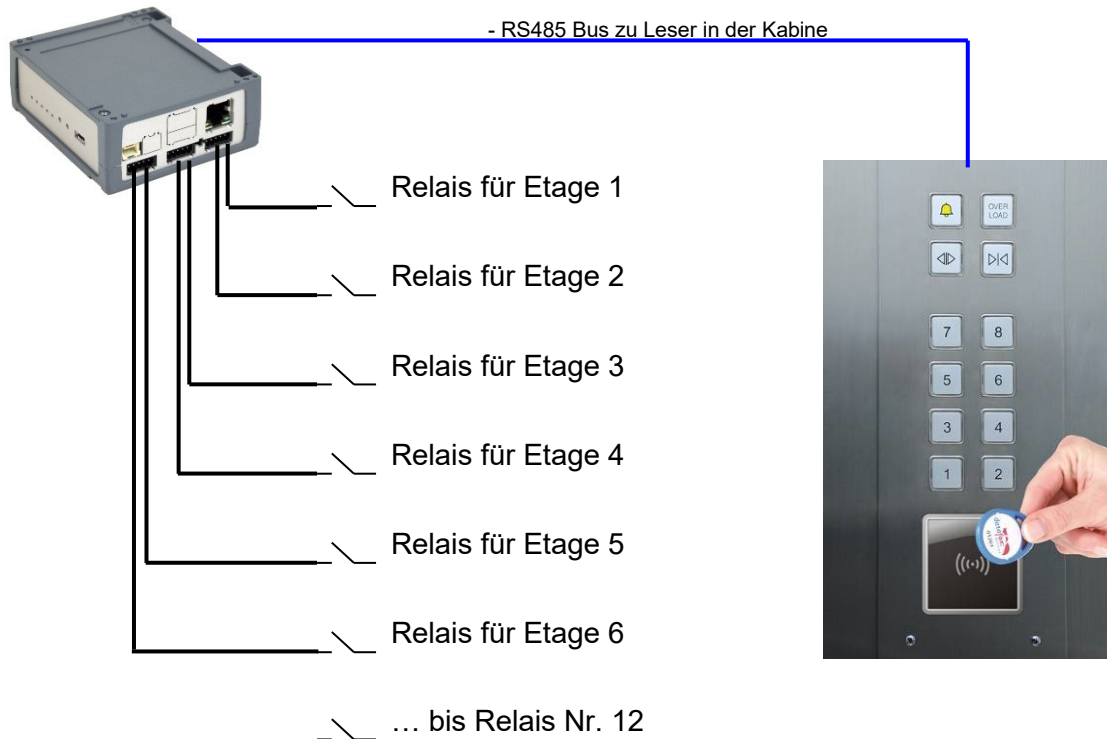 - RS485 Bus zu Leser in der Kabine
Relais für Etage 1
Relais für Etage 2
Relais für Etage 3
Relais für Etage 4
Relais für Etage 5
Relais für Etage 6
… bis Relais Nr. 12
OVER
LOAD
7 8
5 6
3 4
1 2
datafox